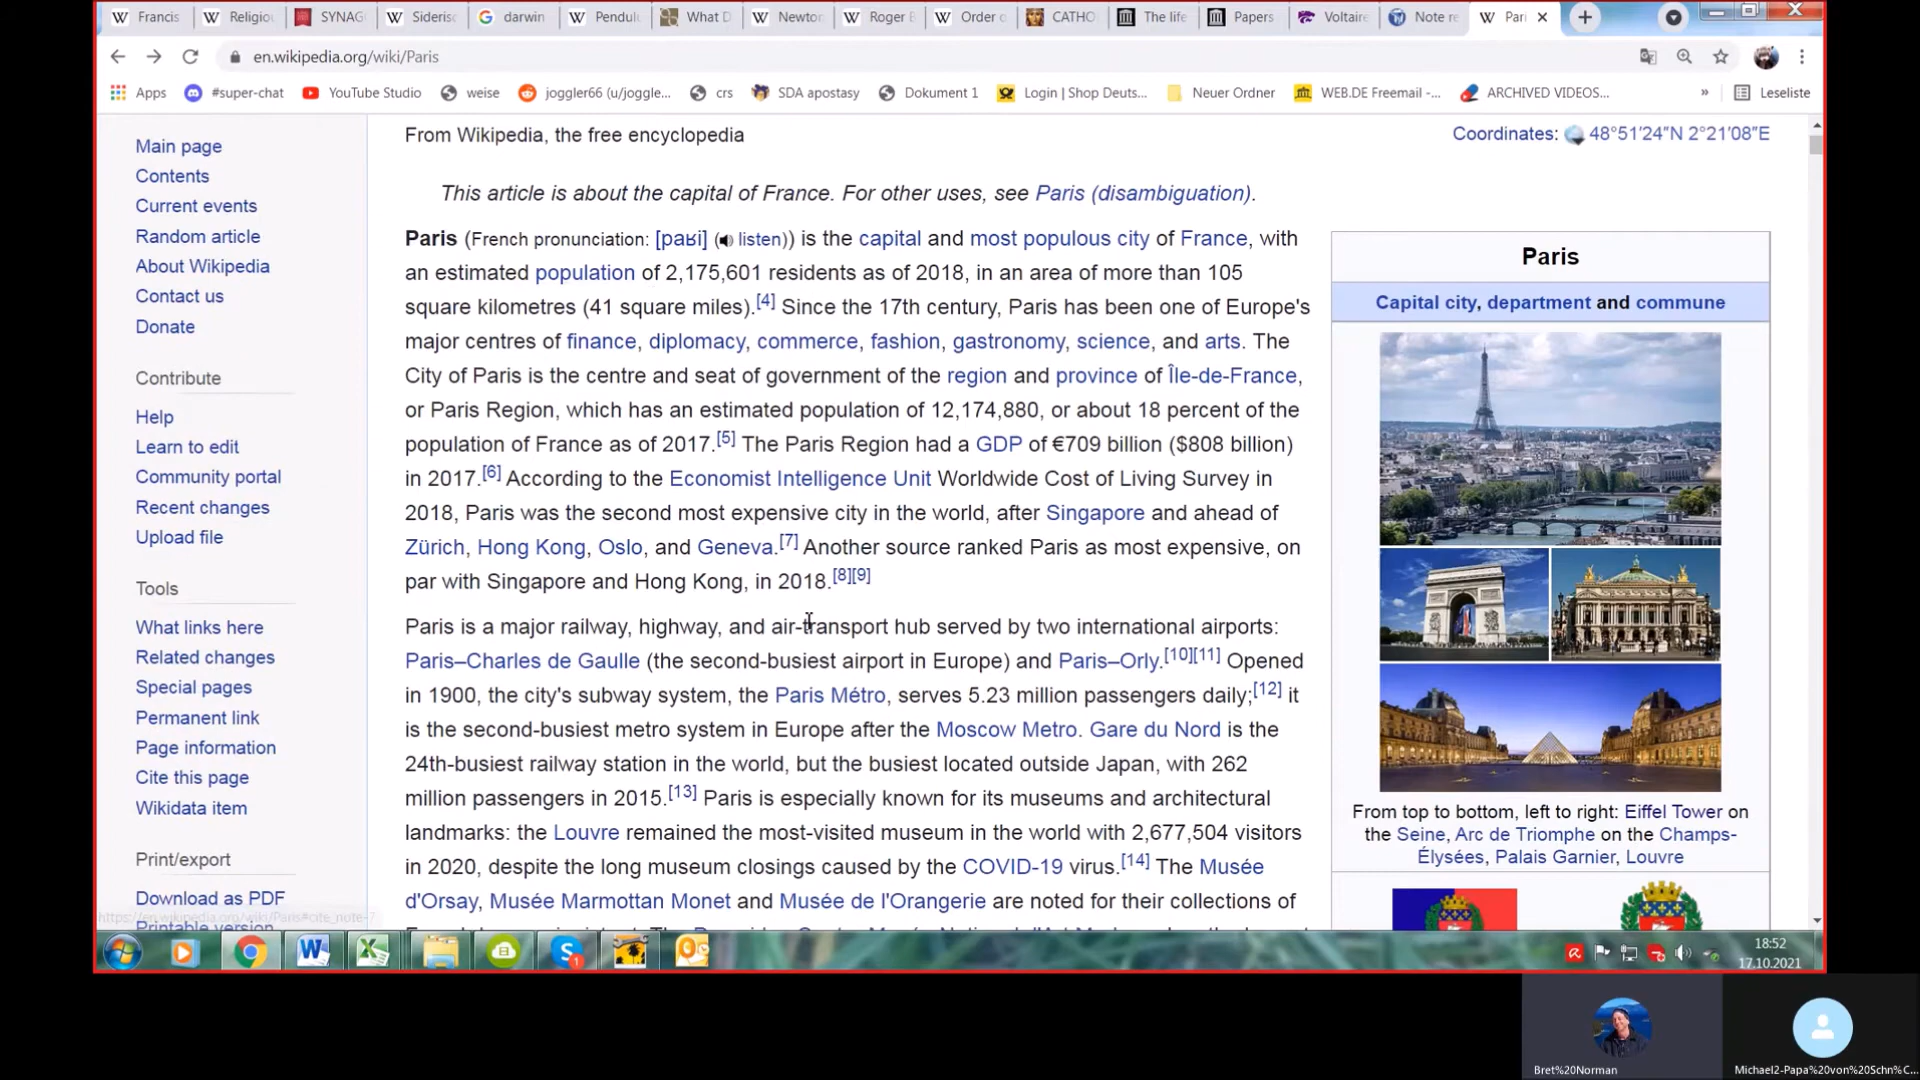 Francis
Religiou
SYNAG
Siderisc
darwin
Pendul
What D
Newton
Roger B
Order o
CATHO
The life
Papers
Voltaire
Note re
Pari
en.wikipedia.org/wiki/Paris
Apps
#super-chat
YouTube Studio
weise
joggler66 (u/joggle...
crs
SDA apostasy
Dokument 1
Login | Shop Deuts...
Neuer Ordner
WEB.DE Freemail -...
ARCHIVED VIDEOS...
»
Leseliste
Main page
Contents
Current events
Random article
About Wikipedia
Contact us
Donate
Contribute
Help
Learn to edit
Community portal
Recent changes
Upload file
Tools
What links here
Related changes
Special pages
Permanent link
Page information
Cite this page
Wikidata item
Print/export
Download as PDF
Printable version
https://en.wikipedia.org/wiki/Paris#cite_note-7
From Wikipedia, the free encyclopedia
Coordinates: 48°51′24″N 2°21′08″E
This article is about the capital of France. For other uses, see Paris (disambiguation).
Paris (French pronunciation: [paʁi] (listen)) is the capital and most populous city of France, with
an estimated population of 2,175,601 residents as of 2018, in an area of more than 105
square kilometres (41 square miles).[4] Since the 17th century, Paris has been one of Europe's
major centres of finance, diplomacy, commerce, fashion, gastronomy, science, and arts. The
City of Paris is the centre and seat of government of the region and province of Île-de-France,
or Paris Region, which has an estimated population of 12,174,880, or about 18 percent of the
population of France as of 2017.[5] The Paris Region had a GDP of €709 billion ($808 billion)
in 2017.[6] According to the Economist Intelligence Unit Worldwide Cost of Living Survey in
2018, Paris was the second most expensive city in the world, after Singapore and ahead of
Zürich, Hong Kong, Oslo, and Geneva.[7] Another source ranked Paris as most expensive, on
par with Singapore and Hong Kong, in 2018.[8][9]
Paris is a major railway, highway, and air-transport hub served by two international airports:
Paris–Charles de Gaulle (the second-busiest airport in Europe) and Paris–Orly.[10][11] Opened
in 1900, the city's subway system, the Paris Métro, serves 5.23 million passengers daily;[12] it
is the second-busiest metro system in Europe after the Moscow Metro. Gare du Nord is the
24th-busiest railway station in the world, but the busiest located outside Japan, with 262
million passengers in 2015.[13] Paris is especially known for its museums and architectural
landmarks: the Louvre remained the most-visited museum in the world with 2,677,504 visitors
in 2020, despite the long museum closings caused by the COVID-19 virus.[14] The Musée
d'Orsay, Musée Marmottan Monet and Musée de l'Orangerie are noted for their collections of
Paris
Capital city, department and commune
From top to bottom, left to right: Eiffel Tower on
the Seine, Arc de Triomphe on the Champs-
Élysées, Palais Garnier, Louvre
18:52
17.10.2021
Bret%20Norman
Michael2-Papa%20von%20Schn%C...